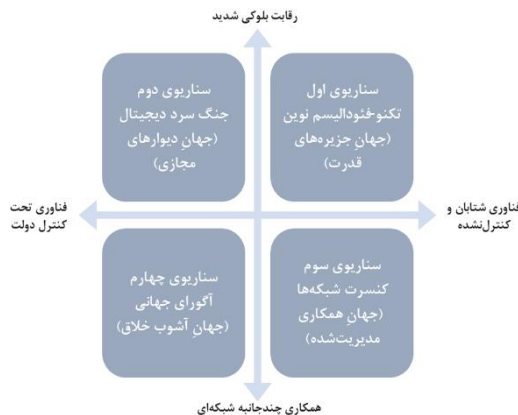 رقابت بلوکی شدید
سناریوی اول
تکنوفئودالیسم نوین
(جهانِ جزیره‌های
قدرت)
سناریوی دوم
جنگ سرد دیجیتال
(جهانِ دیوارهای
مجازی)
فناوری شتابان و
کنترل‌نشده
فناوری تحت
کنترل دولت
سناریوی سوم
کنسرت شبکه‌ها
(جهانِ همکاری
مدیریت‌شده)
سناریوی چهارم
آگورای جهانی
(جهانِ آشوب خلاق)
همکاری چندجانبه شبکه‌ای